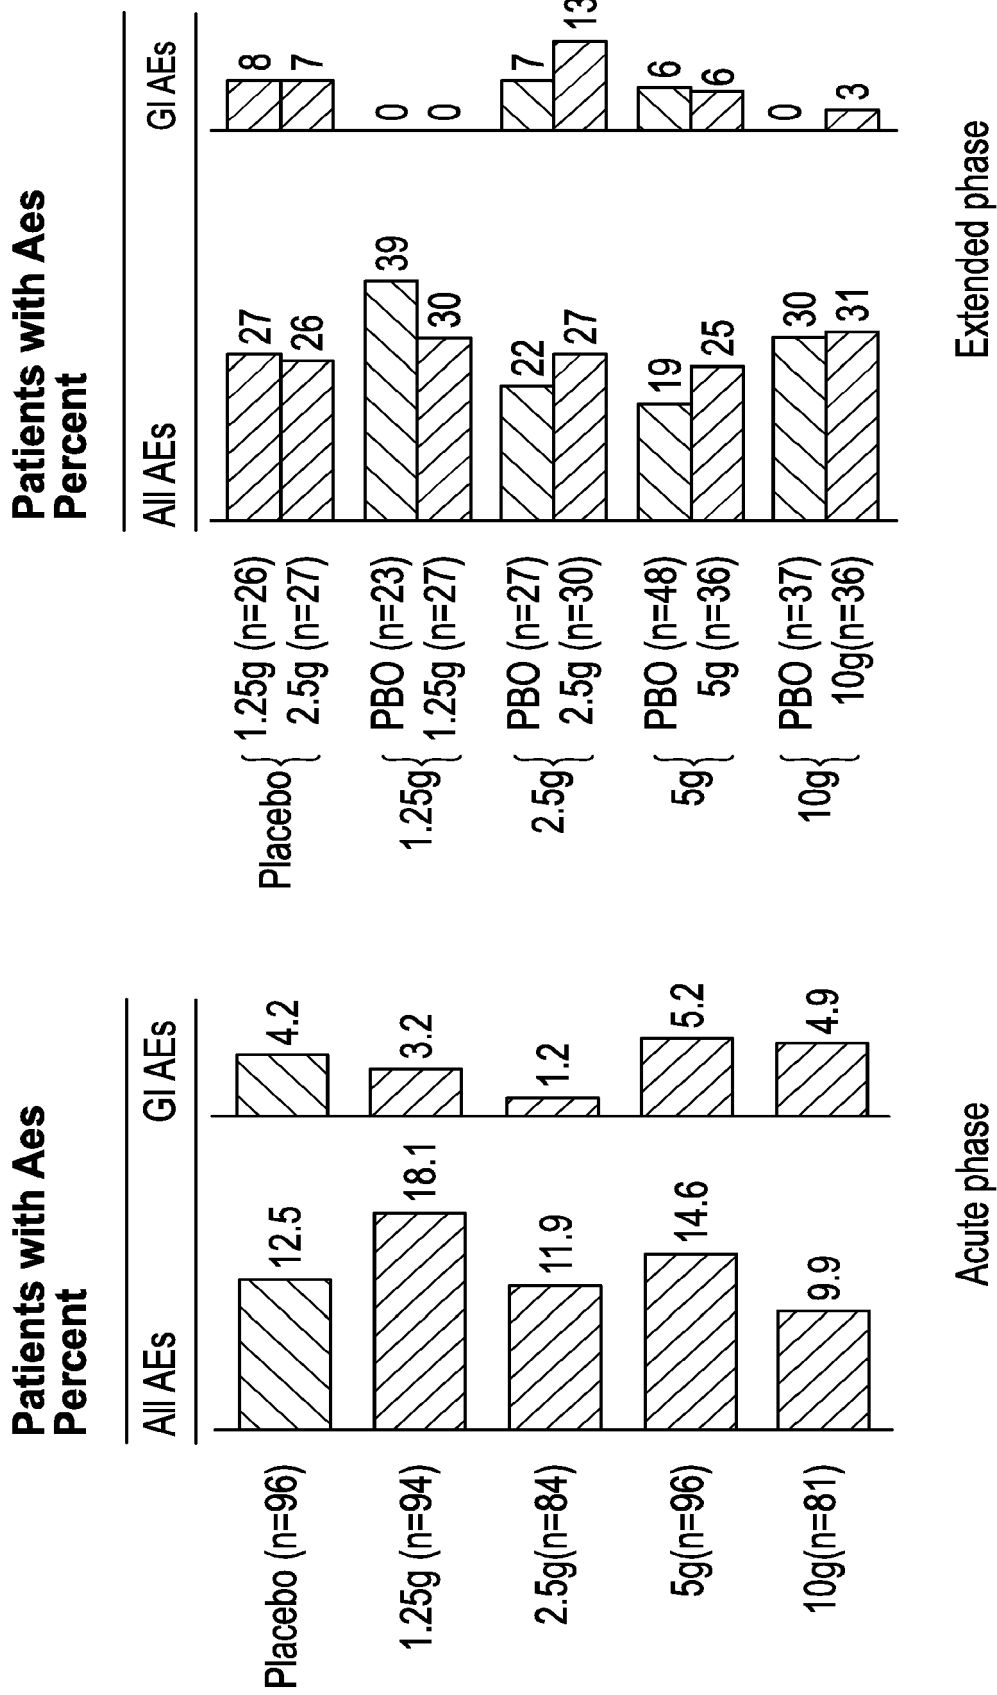 Patients with Aes
Percent
All AEs GI AEs
Placebo (n=96) 12.5 4.2
1.25g (n=94) 18.1 3.2
2.5g(n=84) 11.9 1.2
5g(n=96) 14.6 5.2
10g(n=81) 9.9 4.9
Acute phase
Patients with Aes
Percent
All AEs GI AEs
Placebo
1.25g (n=26) 27 8
2.5g (n=27) 26 7
1.25g
PBO (n=23) 39 0
1.25g (n=27) 30 0
2.5g
PBO (n=27) 22 7
2.5g (n=30) 27 13
5g
PBO (n=48) 19 6
5g (n=36) 25 6
10g
PBO (n=37) 30 0
10g(n=36) 31 3
Extended phase